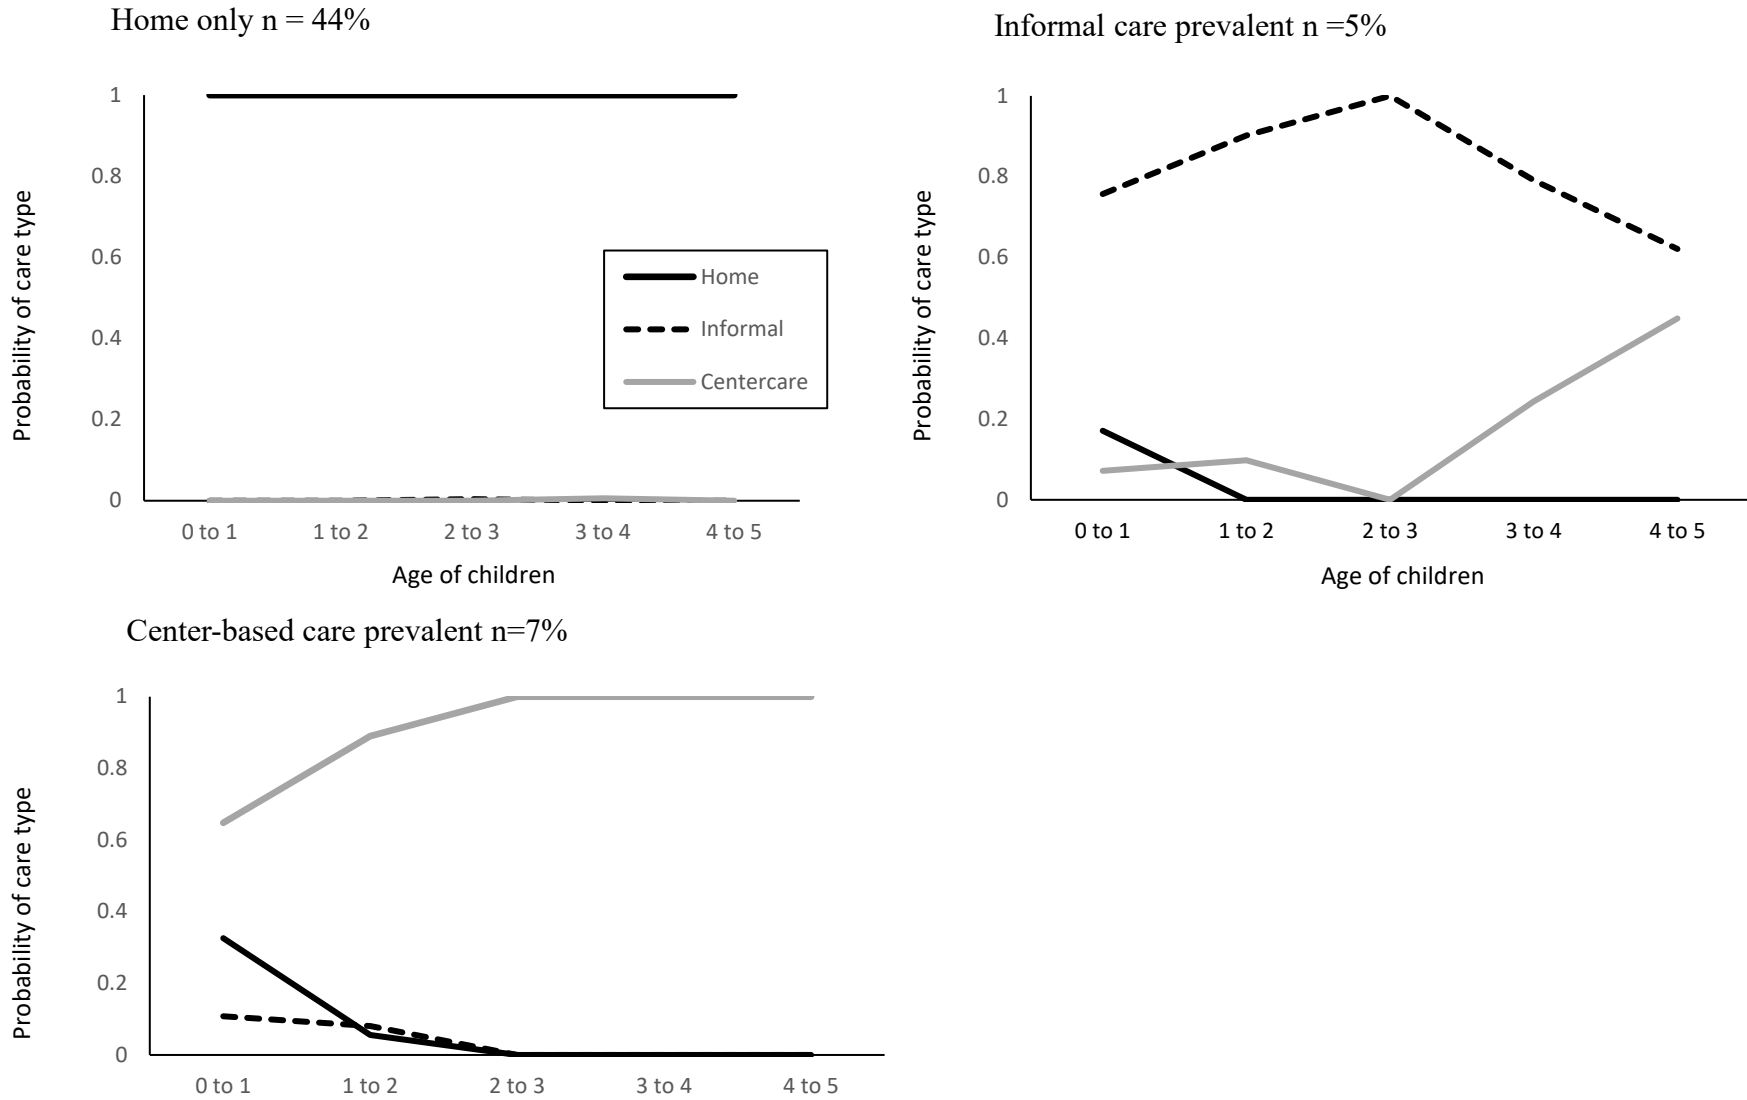 Home only n = 44%
Probability of care type
1
0.8
0.6
0.4
0.2
0
Home
Informal
Centercare
0 to 1 1 to 2 2 to 3 3 to 4 4 to 5
Age of children
Informal care prevalent n =5%
Probability of care type
1
0.8
0.6
0.4
0.2
0
0 to 1 1 to 2 2 to 3 3 to 4 4 to 5
Age of children
Center-based care prevalent n=7%
Probability of care type
1
0.8
0.6
0.4
0.2
0
0 to 1 1 to 2 2 to 3 3 to 4 4 to 5